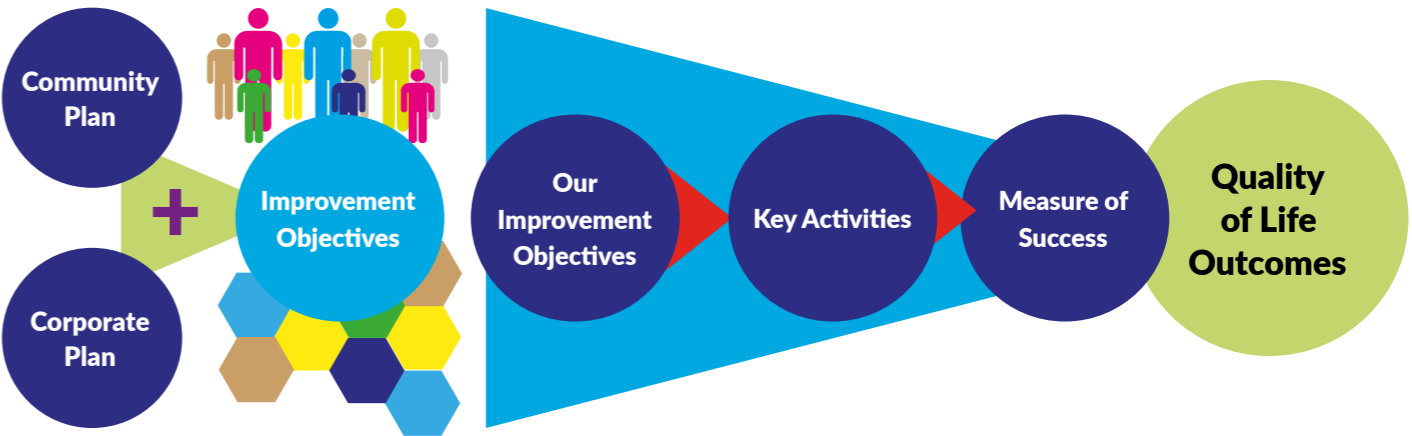 Community
Plan
+
Corporate
Plan
Improvement
Objectives
Our
Improvement
Objectives
Key Activities
Measure of
Success
Quality
of Life
Outcomes